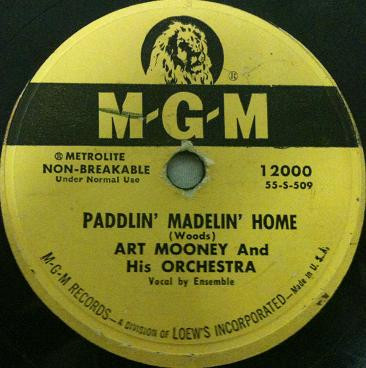 ®
M-G-M
® METROLITE
NON-BREAKABLE
Under Normal Use
12000
55-S-509
PADDLIN' MADELIN' HOME
(Woods)
ART MOONEY And
His ORCHESTRA
Vocal by Ensemble
M-G-M RECORDS—A DIVISION OF LOEW'S INCORPORATED—Made in U. S. A.